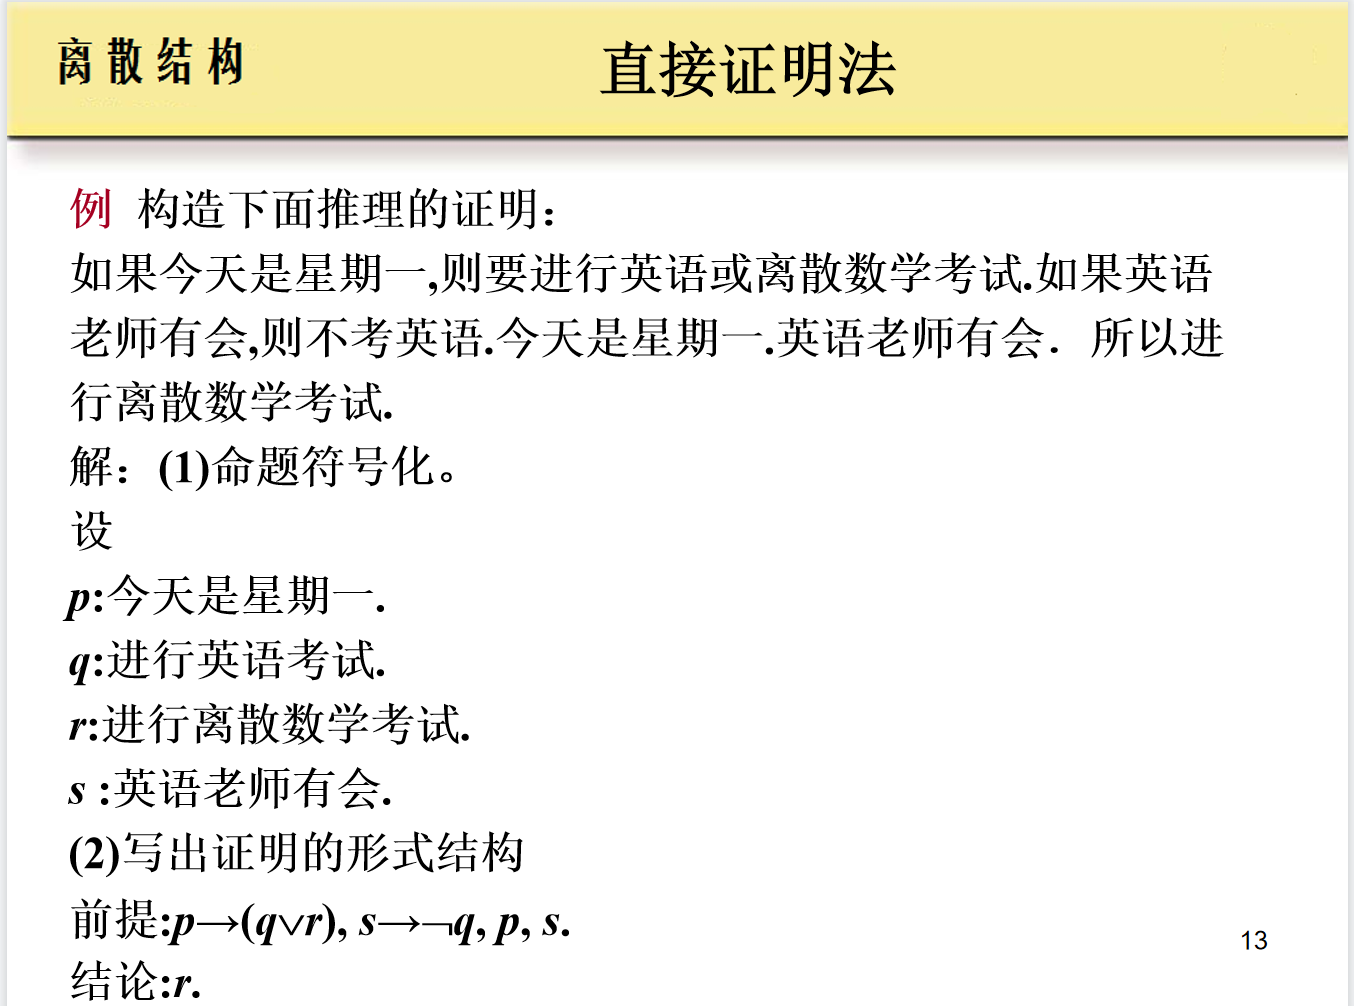 离散结构
直接证明法
例 构造下面推理的证明：
如果今天是星期一,则要进行英语或离散数学考试.如果英语
老师有会,则不考英语.今天是星期一.英语老师有会．所以进
行离散数学考试.
解：(1)命题符号化。
设
p:今天是星期一.
q:进行英语考试.
r:进行离散数学考试.
s :英语老师有会.
(2)写出证明的形式结构
前提:p→(q∨r), s→¬q, p, s.
13
结论:r.